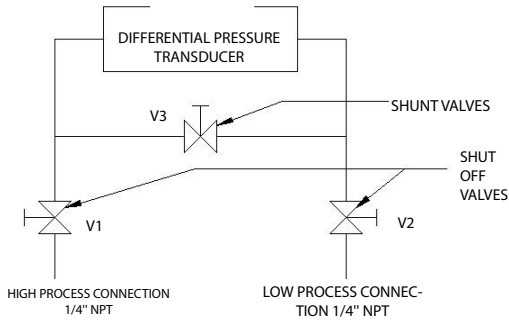 DIFFERENTIAL PRESSURE
TRANSDUCER
V3
SHUNT VALVES
SHUT
OFF
VALVES
V1
V2
HIGH PROCESS CONNECTION
1/4" NPT
LOW PROCESS CONNEC-
TION 1/4" NPT